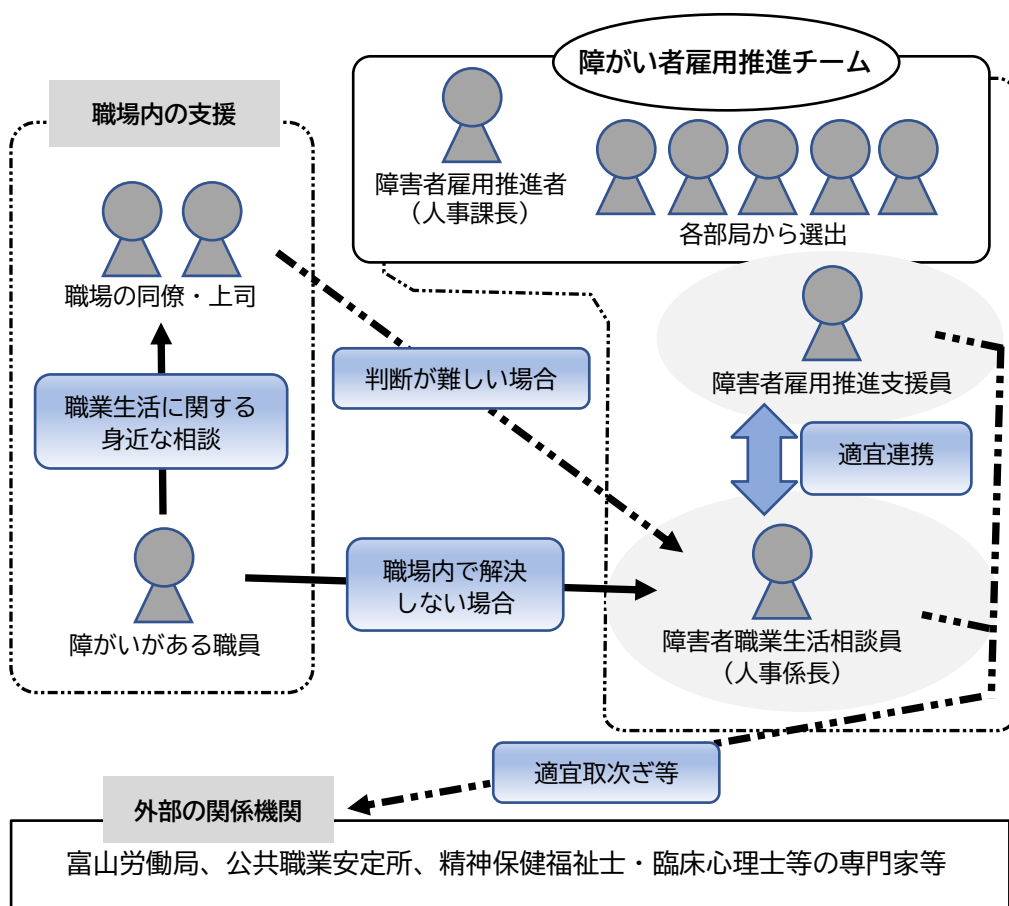 障がい者雇用推進チーム
職場内の支援
障害者雇用推進者
(人事課長)
各部局から選出
職場の同僚・上司
判断が難しい場合
障害者雇用推進支援員
職業生活に関する
身近な相談
適宜連携
職場内で解決
しない場合
障がいがある職員
障害者職業生活相談員
(人事係長)
適宜取次ぎ等
外部の関係機関
富山労働局、公共職業安定所、精神保健福祉士・臨床心理士等の専門家等